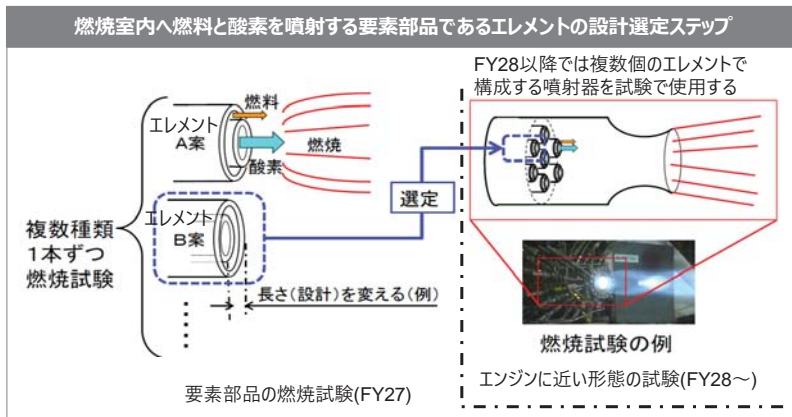 燃焼室内へ燃料と酸素を噴射する要素部品であるエレメントの設計選定ステップ
FY28以降では複数個のエレメントで
構成する噴射器を試験で使用する
燃料
エレメント
A案
燃焼
酸素
選定
エレメント
B案
複数種類
1本ずつ
燃焼試験
長さ(設計)を変える(例)
燃焼試験の例
要素部品の燃焼試験(FY27)
エンジンに近い形態の試験(FY28~)